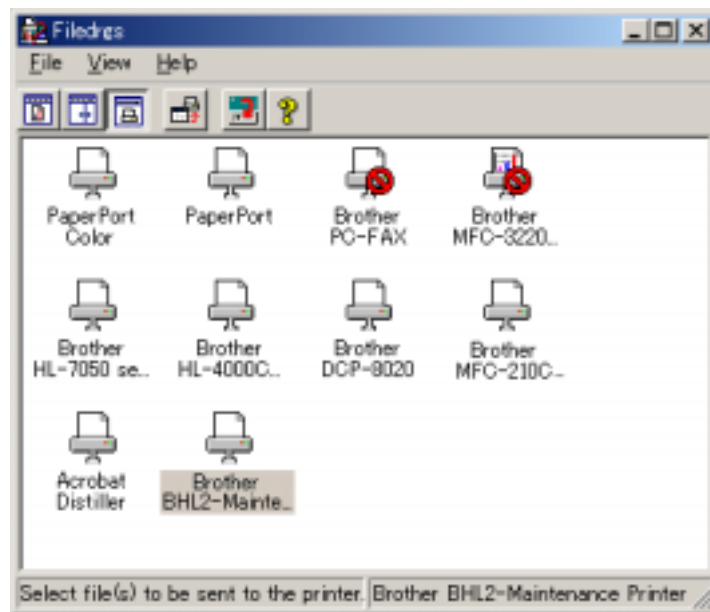 Filedrgs
File View Help
PaperPort Color
PaperPort
Brother PC-FAX
Brother MFC-3220...
Brother HL-7050 se...
Brother HL-4000C...
Brother DCP-8020
Brother MFC-210C...
Acrobat Distiller
Brother BHL2-Mainte...
Select file(s) to be sent to the printer. Brother BHL2-Maintenance Printer